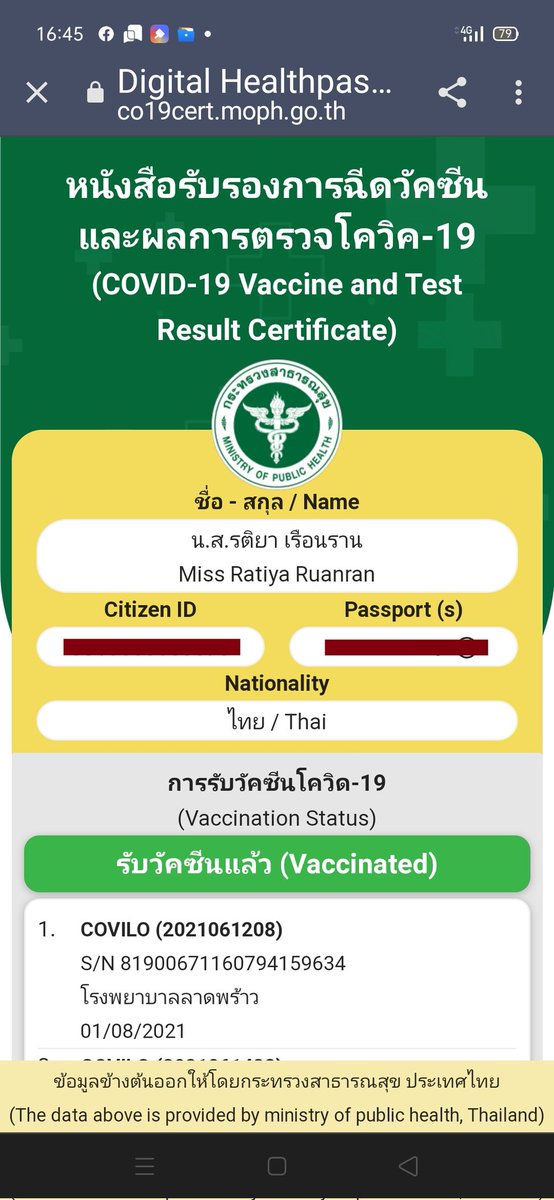 16:45
4G
79
Digital Healthpas...
co19cert.moph.go.th
หนังสือรับรองการฉีดวัคซีน
และผลการตรวจโควิค-19
(COVID-19 Vaccine and Test
Result Certificate)
กระทรวงสาธารณสุข
MINISTRY OF PUBLIC HEALTH
ชื่อ - สกุล / Name
น.ส.รติยา เรือนราน
Miss Ratiya Ruanran
Citizen ID
Passport (s)
Nationality
ไทย / Thai
การรับวัคซีนโควิด-19
(Vaccination Status)
รับวัคซีนแล้ว (Vaccinated)
1. COVILO (2021061208)
S/N 81900671160794159634
โรงพยาบาลลาดพร้าว
01/08/2021
ข้อมูลข้างต้นออกให้โดยกระทรวงสาธารณสุข ประเทศไทย
(The data above is provided by ministry of public health, Thailand)